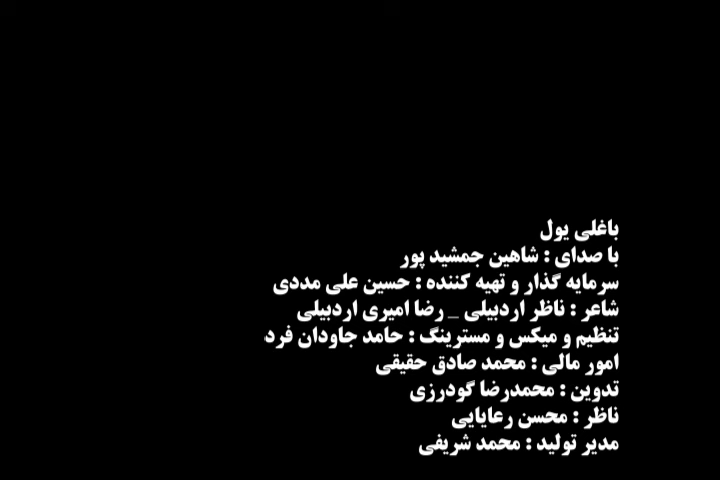 باغلی یول
با صدای : شاهین جمشید پور
سرمایه گذار و تهیه کننده : حسین علی مددی
شاعر : ناظر اردبیلی _ رضا امیری اردبیلی
تنظیم و میکس و مسترینگ : حامد جاودان فرد
امور مالی : محمد صادق حقیقی
تدوین : محمدرضا گودرزی
ناظر : محسن رعایایی
مدیر تولید : محمد شریفی